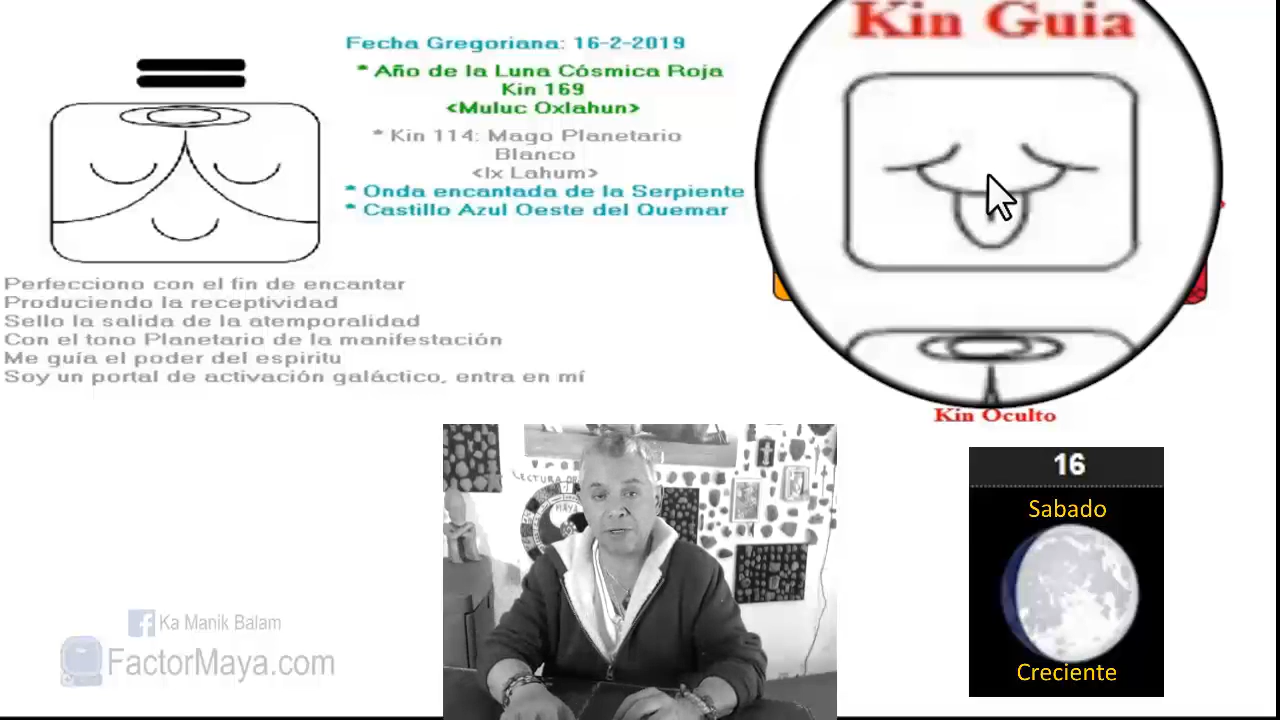 Kin Guia
Fecha Gregoriana: 16-2-2019
* Año de la Luna Cósmica Roja
Kin 169
<Muluc Oxlahun>
* Kin 114: Mago Planetario
Blanco
<Ix Lahum>
* Onda encantada de la Serpiente
* Castillo Azul Oeste del Quemar
Perfecciono con el fin de encantar
Produciendo la receptividad
Sello la salida de la atemporalidad
Con el tono Planetario de la manifestación
Me guía el poder del espiritu
Soy un portal de activación galáctico, entra en mí
Kin Oculto
16
Sabado
Creciente
LECTURA
MAYA
Ka Manik Balam
FactorMaya.com